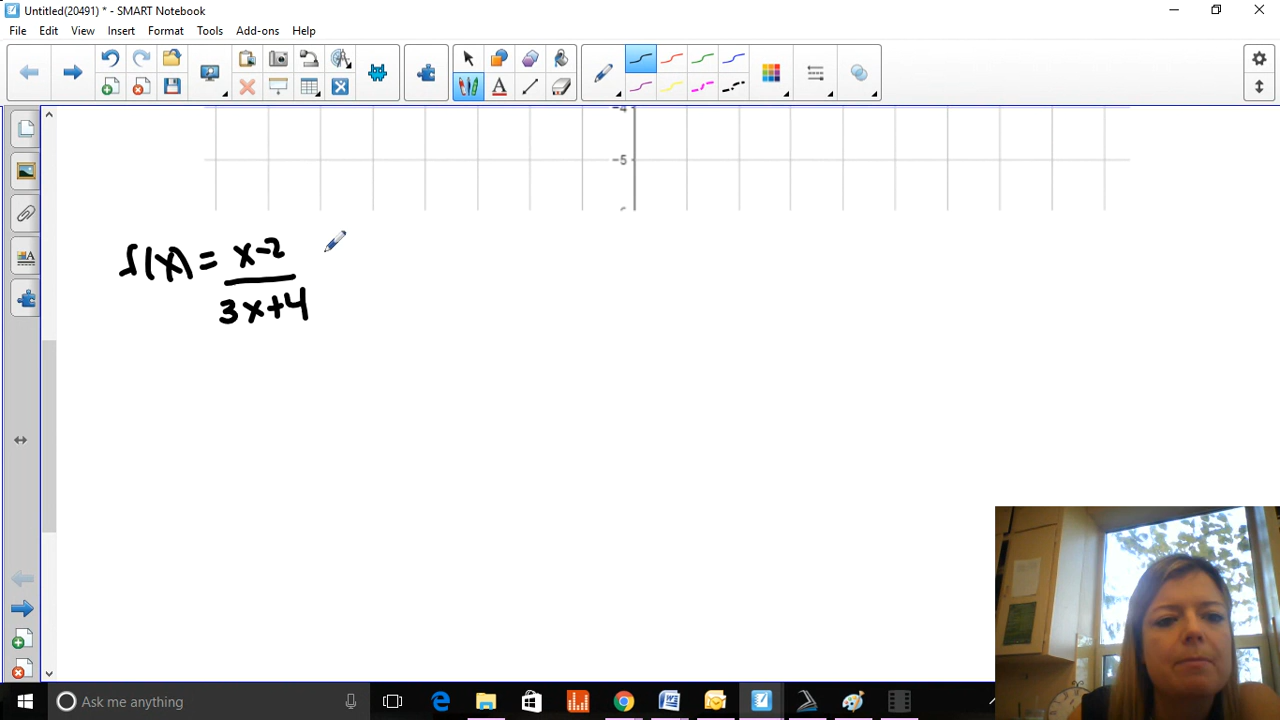 Untitled(20491) * - SMART Notebook
File Edit View Insert Format Tools Add-ons Help
-4
-5
f(x) = x-2
3x+4
Ask me anything